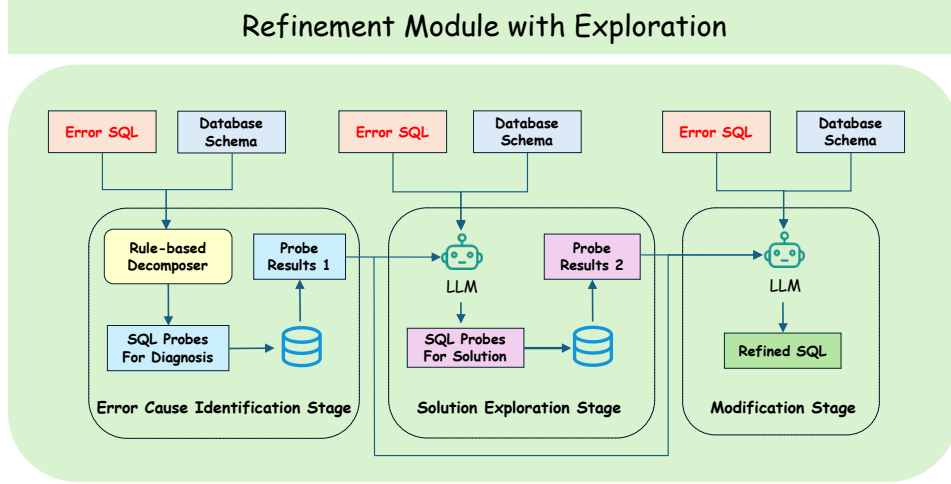 Refinement Module with Exploration
Error SQL
Database
Schema
Error SQL
Database
Schema
Error SQL
Database
Schema
Rule-based
Decomposer
Probe
Results 1
SQL Probes
For Diagnosis
Error Cause Identification Stage
LLM
Probe
Results 2
SQL Probes
For Solution
Solution Exploration Stage
LLM
Refined SQL
Modification Stage